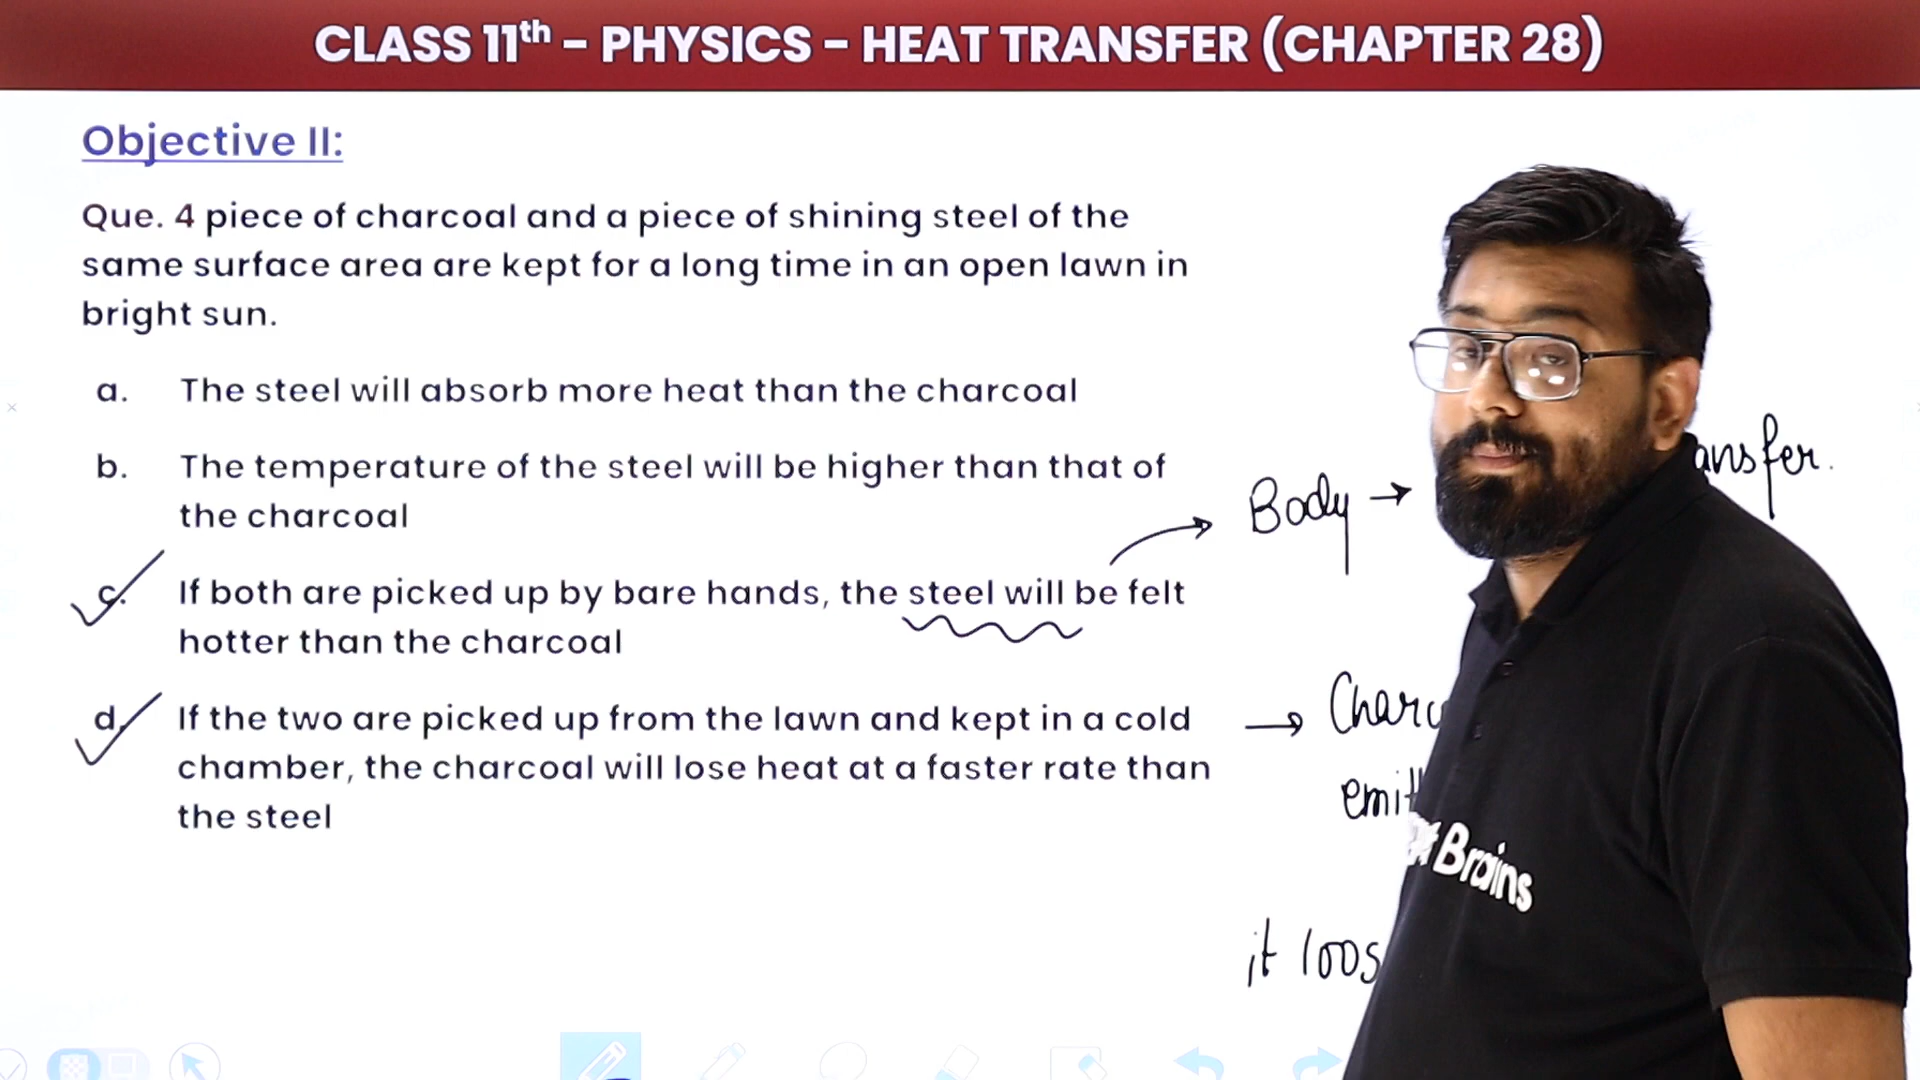 CLASS 11th – PHYSICS – HEAT TRANSFER (CHAPTER 28)
Objective II:
Que. 4 piece of charcoal and a piece of shining steel of the
same surface area are kept for a long time in an open lawn in
bright sun.
a. The steel will absorb more heat than the charcoal
b. The temperature of the steel will be higher than that of
the charcoal
c. If both are picked up by bare hands, the steel will be felt
hotter than the charcoal
d. If the two are picked up from the lawn and kept in a cold
chamber, the charcoal will lose heat at a faster rate than
the steel
Body → ansfer.
→ Charc
emitt
it loos
Brains